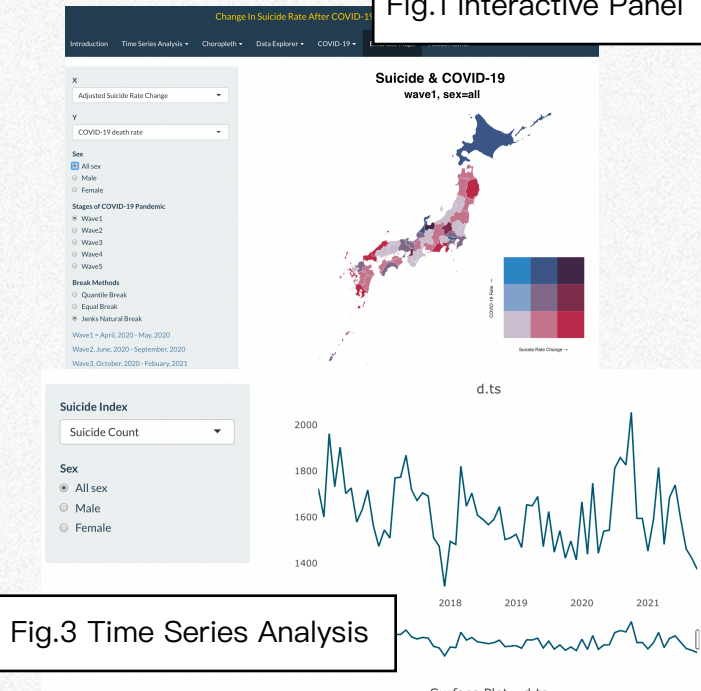 Fig.1 Interactive Panel
Change In Suicide Rate After COVID-19
Introduction Time Series Analysis Choropleth Data Explorer COVID-19
X
Adjusted Suicide Rate Change
Y
COVID-19 death rate
Sex
All sex
Male
Female
Stages of COVID-19 Pandemic
Wave1
Wave2
Wave3
Wave4
Wave5
Break Methods
Quantile Break
Equal Break
Jenks Natural Break
Wave1 = April, 2020 - May, 2020
Wave2, June, 2020 - September, 2020
Wave3, October, 2020 - Febuary, 2021
Suicide & COVID-19
wave1, sex=all
COVID-19 Rate →
Suicide Rate Change →
Suicide Index
Suicide Count
Sex
All sex
Male
Female
d.ts
2000
1800
1600
1400
2018 2019 2020 2021
Fig.3 Time Series Analysis